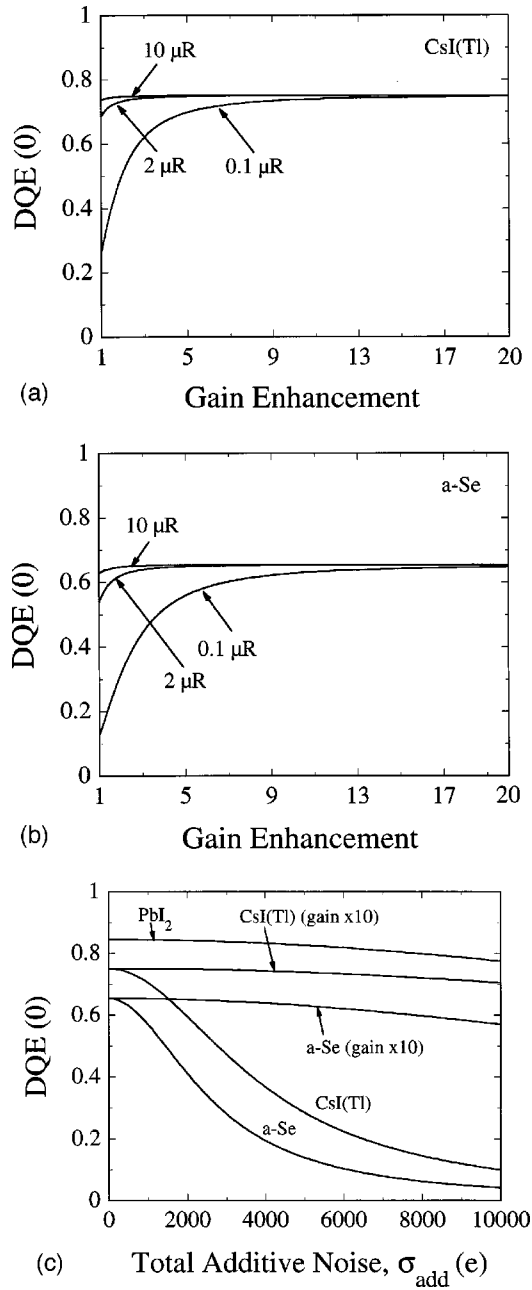 1
CsI(Tl)
10 μR
0.8
0.6
2 μR
0.1 μR
0.4
0.2
0
DQE (0)
1 5 9 13 17 20
(a) Gain Enhancement
1
a-Se
0.8
10 μR
0.6
0.1 μR
0.4
2 μR
0.2
0
DQE (0)
1 5 9 13 17 20
(b) Gain Enhancement
1
PbI₂
CsI(Tl) (gain x10)
0.8
0.6
a-Se (gain x10)
0.4
CsI(Tl)
0.2
a-Se
0
DQE (0)
0 2000 4000 6000 8000 10000
(c) Total Additive Noise, σ_add (e)